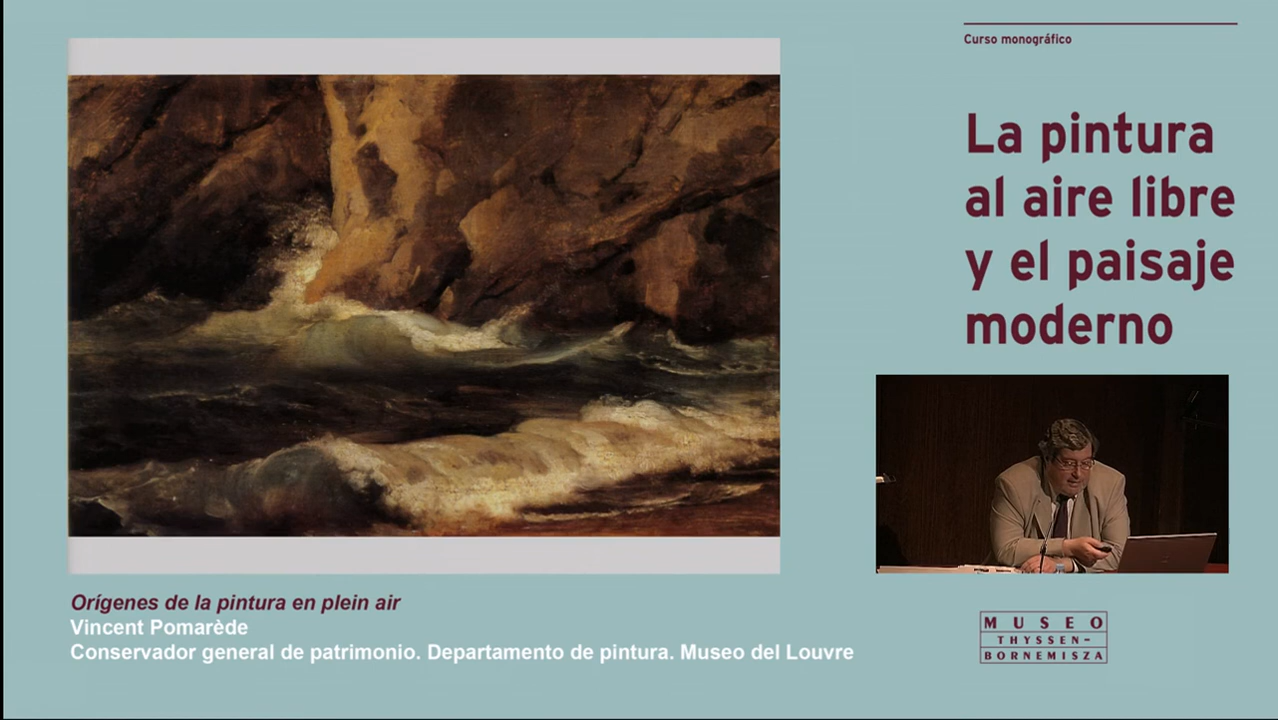 Curso monográfico
La pintura
al aire libre
y el paisaje
moderno
Orígenes de la pintura en plein air
Vincent Pomarède
Conservador general de patrimonio. Departamento de pintura. Museo del Louvre
MUSEO
THYSSEN-
BORNEMISZA